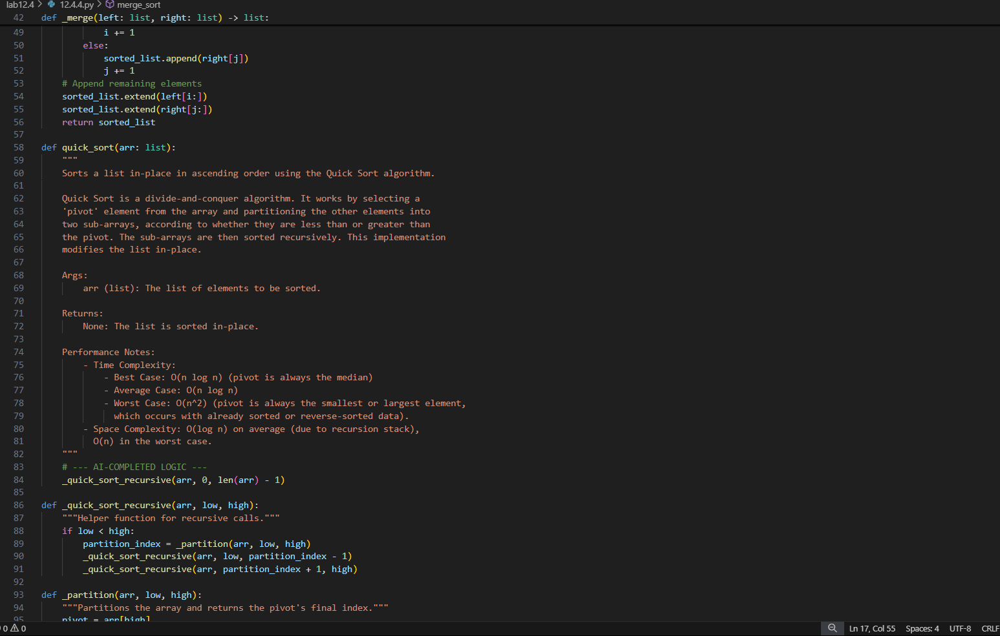 lab12.4 > 12.4.4.py > merge_sort
42 def _merge(left: list, right: list) -> list:
49 i += 1
50 else:
51 sorted_list.append(right[j])
52 j += 1
53 # Append remaining elements
54 sorted_list.extend(left[i:])
55 sorted_list.extend(right[j:])
56 return sorted_list
57
58 def quick_sort(arr: list):
59 """
60 Sorts a list in-place in ascending order using the Quick Sort algorithm.
61
62 Quick Sort is a divide-and-conquer algorithm. It works by selecting a
63 'pivot' element from the array and partitioning the other elements into
64 two sub-arrays, according to whether they are less than or greater than
65 the pivot. The sub-arrays are then sorted recursively. This implementation
66 modifies the list in-place.
67
68 Args:
69 arr (list): The list of elements to be sorted.
70
71 Returns:
72 None: The list is sorted in-place.
73
74 Performance Notes:
75 - Time Complexity:
76 - Best Case: O(n log n) (pivot is always the median)
77 - Average Case: O(n log n)
78 - Worst Case: O(n^2) (pivot is always the smallest or largest element,
79 which occurs with already sorted or reverse-sorted data).
80 - Space Complexity: O(log n) on average (due to recursion stack),
81 O(n) in the worst case.
82 """
83 # --- AI-COMPLETED LOGIC ---
84 _quick_sort_recursive(arr, 0, len(arr) - 1)
85
86 def _quick_sort_recursive(arr, low, high):
87 """Helper function for recursive calls."""
88 if low < high:
89 partition_index = _partition(arr, low, high)
90 _quick_sort_recursive(arr, low, partition_index - 1)
91 _quick_sort_recursive(arr, partition_index + 1, high)
92
93 def _partition(arr, low, high):
94 """Partitions the array and returns the pivot's final index."""
95 pivot = arr[high]
0 0 Ln 17, Col 55 Spaces: 4 UTF-8 CRLF